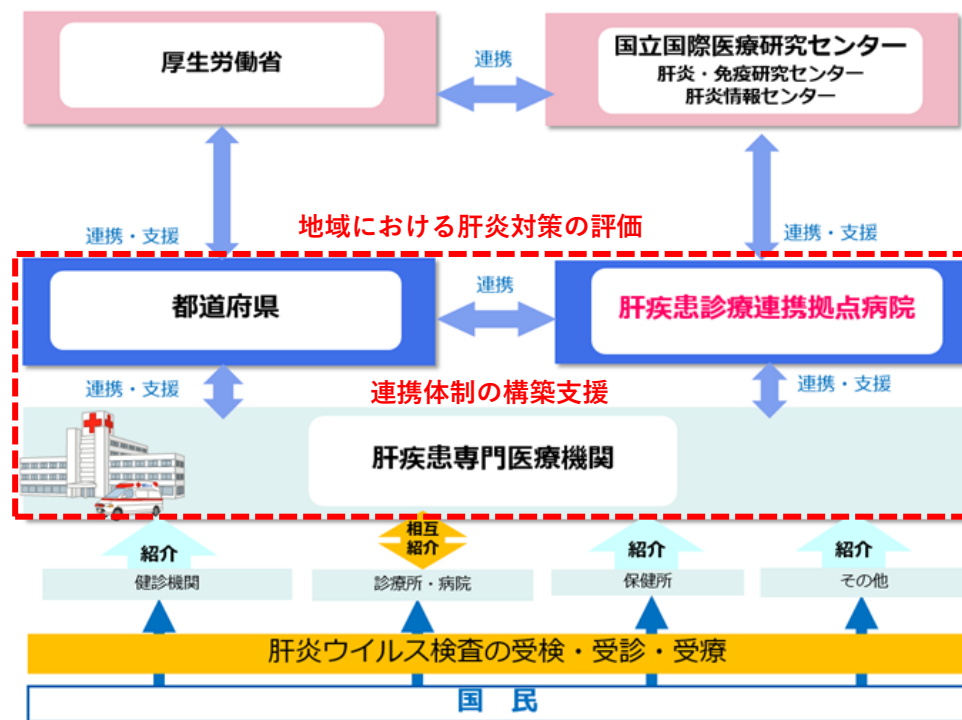 厚生労働省
連携
国立国際医療研究センター
肝炎・免疫研究センター
肝炎情報センター
連携・支援
地域における肝炎対策の評価
連携・支援
都道府県
連携
肝疾患診療連携拠点病院
連携・支援
連携体制の構築支援
連携・支援
肝疾患専門医療機関
紹介
相互
紹介
紹介
紹介
健診機関
診療所・病院
保健所
その他
肝炎ウイルス検査の受検・受診・受療
国 民